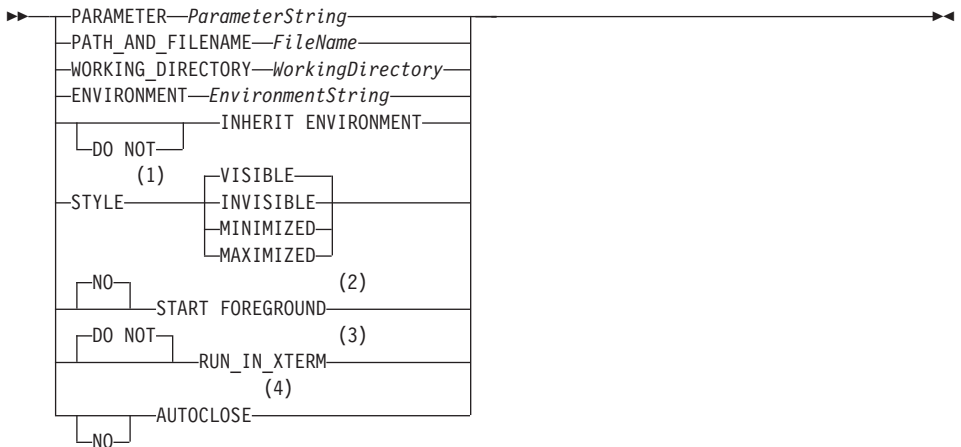 PARAMETER ParameterString
PATH_AND_FILENAME FileName
WORKING_DIRECTORY WorkingDirectory
ENVIRONMENT EnvironmentString
INHERIT ENVIRONMENT
DO NOT
(1)
VISIBLE
STYLE INVISIBLE
MINIMIZED
MAXIMIZED
NO (2)
START FOREGROUND
DO NOT (3)
RUN_IN_XTERM
(4)
AUTOCLOSE
NO